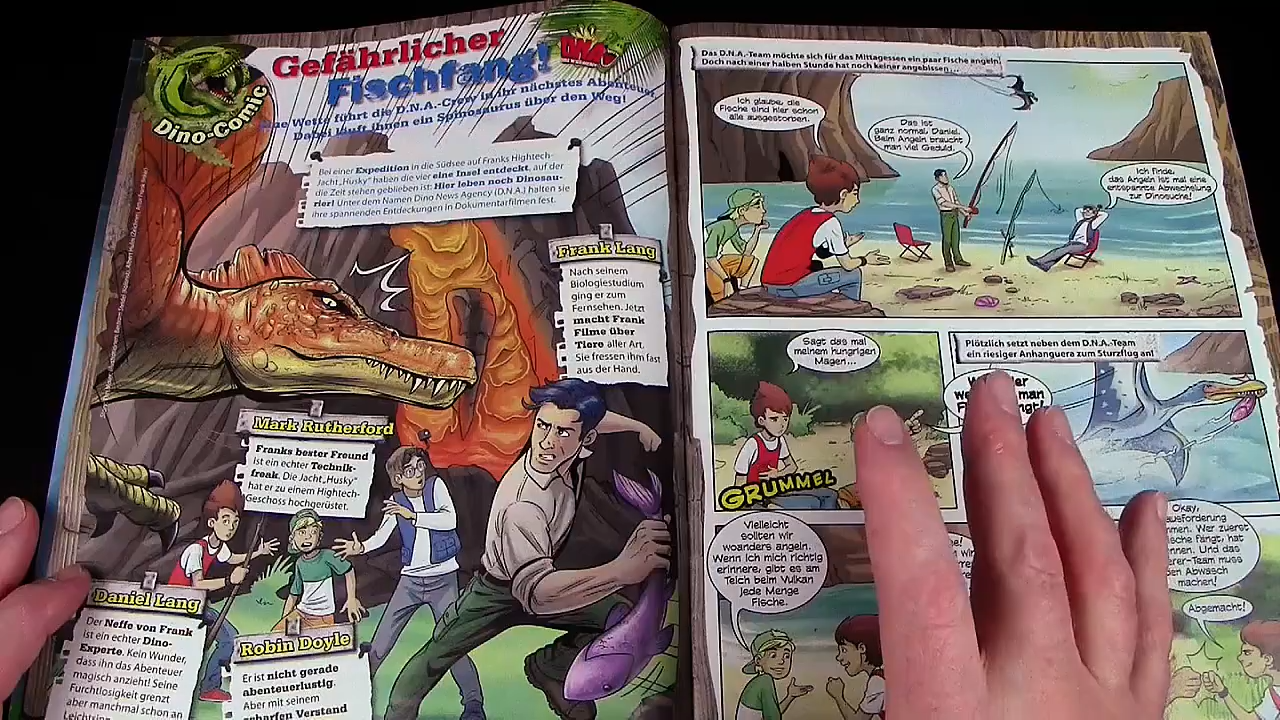 Dino-Comic
Gefährlicher
Fischfang!
D.N.A.
Eine Wette führt die D.N.A.-Crew in ihr nächstes Abenteuer.
Dabei läuft ihnen ein Spinosaurus über den Weg!
Bei einer Expedition in die Südsee auf Franks Hightech-
Jacht „Husky“ haben die vier eine Insel entdeckt, auf der
die Zeit stehen geblieben ist: Hier leben noch Dinosau-
rier! Unter dem Namen Dino News Agency (D.N.A.) halten sie
ihre spannenden Entdeckungen in Dokumentarfilmen fest.
Frank Lang
Nach seinem
Biologiestudium
ging er zum
Fernsehen. Jetzt
macht Frank
Filme über
Tiere aller Art.
Sie fressen ihm fast
aus der Hand.
Mark Rutherford
Franks bester Freund
ist ein echter Technik-
freak. Die Jacht „Husky“
hat er zu einem Hightech-
Geschoss hochgerüstet.
Daniel Lang
Der Neffe von Frank
ist ein echter Dino-
Experte. Kein Wunder,
dass ihn das Abenteuer
magisch anzieht! Seine
Furchtlosigkeit grenzt
aber manchmal schon an
Robin Doyle
Er ist nicht gerade
abenteuerlustig.
Aber mit seinem
scharfen Verstand
Das D.N.A.-Team möchte sich für das Mittagessen ein paar Fische angeln.
Doch nach einer halben Stunde hat noch keiner angebissen ...
Ich glaube, die
Fische sind hier schon
alle ausgestorben.
Das ist
ganz normal, Daniel.
Beim Angeln braucht
man viel Geduld.
Ich finde,
das Angeln ist mal eine
entspannte Abwechslung
zur Dinosuche!
Sagt das mal
meinem hungrigen
Magen...
GRUMMEL
Plötzlich setzt neben dem D.N.A.-Team
ein riesiger Anhanguera zum Sturzflug an!
man
Vielleicht
sollten wir
woanders angeln.
Wenn ich mich richtig
erinnere, gibt es am
Teich beim Vulkan
jede Menge
Fische.
Okay,
Wer zuerst
fängt, hat
Und das
muss
Abwasch
machen!
Abgemacht!